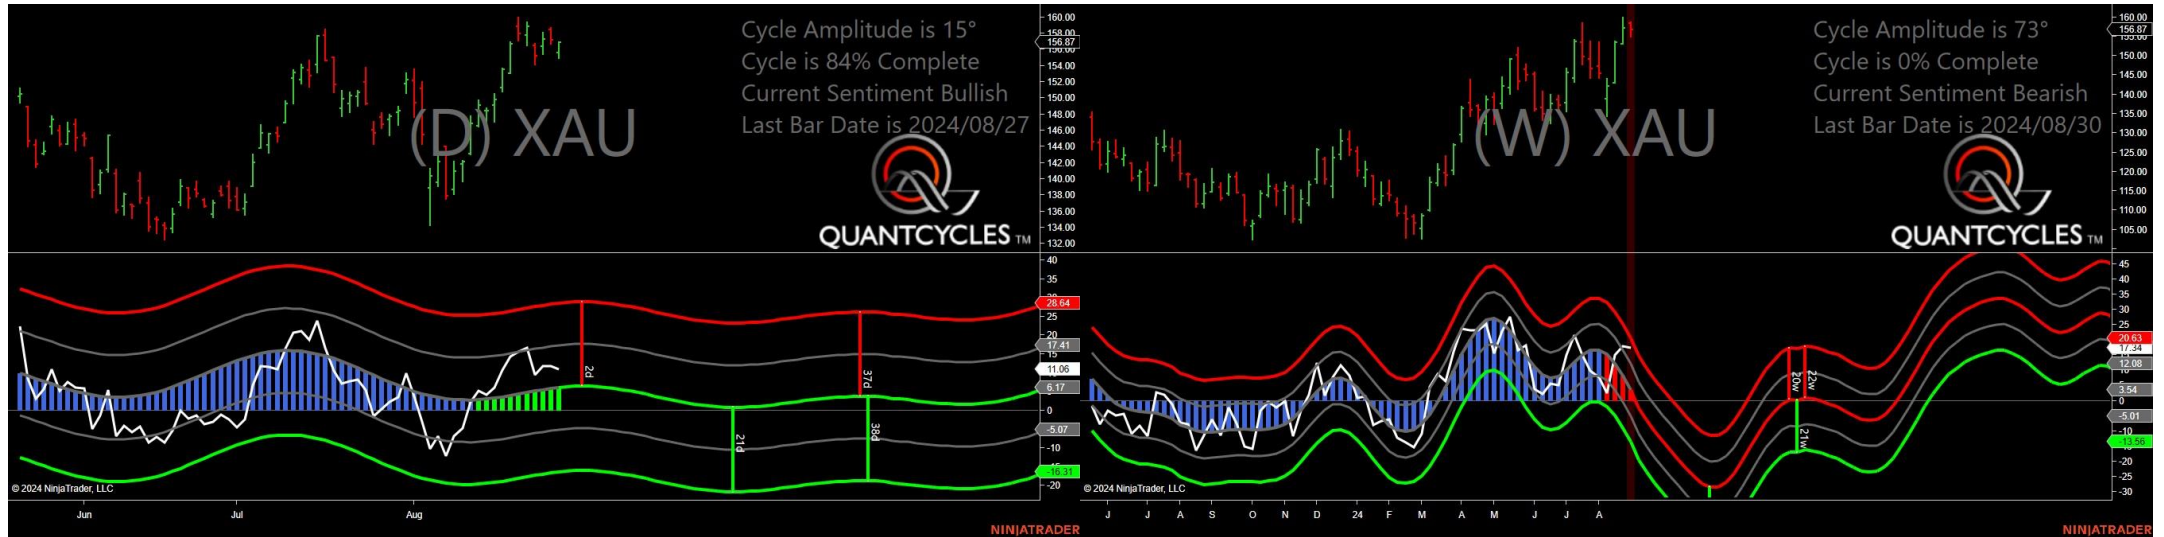 Cycle Amplitude is 15°
Cycle is 84% Complete
Current Sentiment Bullish
Last Bar Date is 2024/08/27
(D) XAU
QUANTCYCLES TM
160.00
156.87
154.00
152.00
150.00
148.00
146.00
144.00
142.00
140.00
138.00
136.00
134.00
132.00
40
35
28.64
25
20
17.41
11.06
6.17
0
-5.07
-10
-16.31
-20
2d
21d
37d
38d
© 2024 NinjaTrader, LLC
Jun Jul Aug
NINJATRADER
Cycle Amplitude is 73°
Cycle is 0% Complete
Current Sentiment Bearish
Last Bar Date is 2024/08/30
(W) XAU
QUANTCYCLES TM
160.00
156.87
150.00
145.00
140.00
135.00
130.00
125.00
120.00
115.00
110.00
105.00
45
35
30
25
20.63
17.34
12.08
3.54
0
-5.01
-10
-13.56
-20
-25
-30
20w
22w
21w
© 2024 NinjaTrader, LLC
J J A S O N D 24 F M A M J J A
NINJATRADER